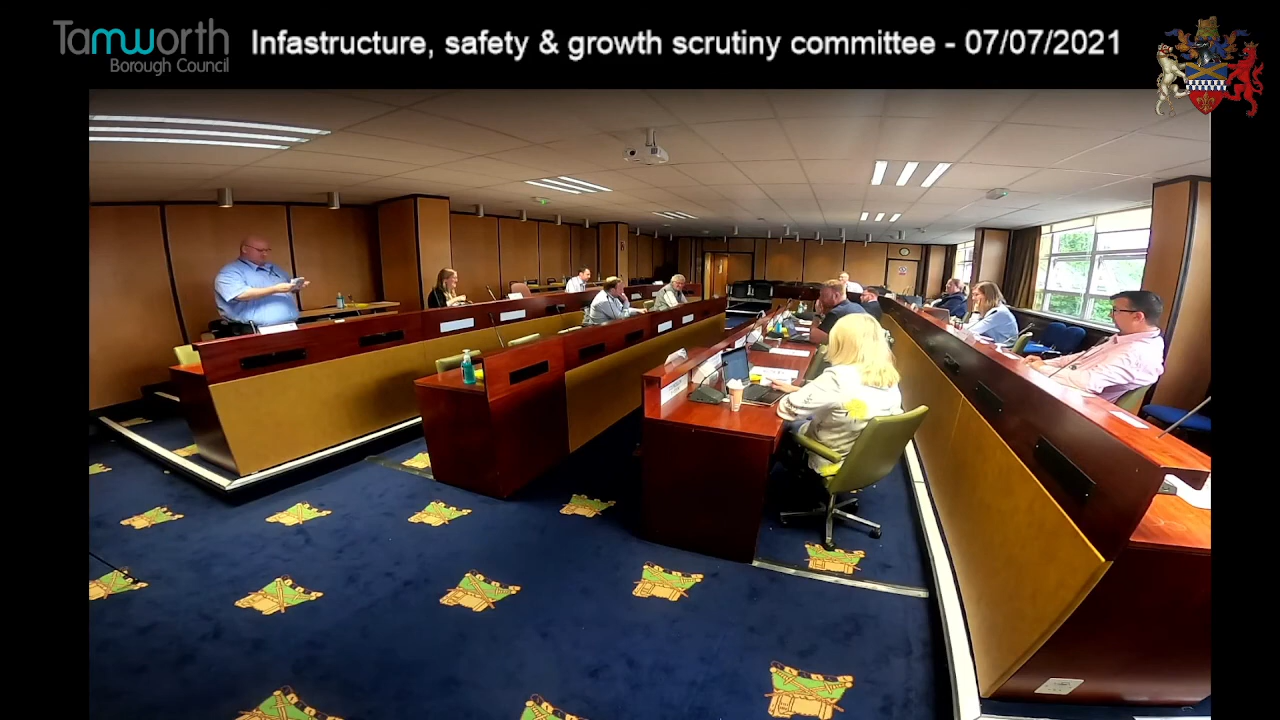 Tamworth
Borough Council
Infastructure, safety & growth scrutiny committee - 07/07/2021